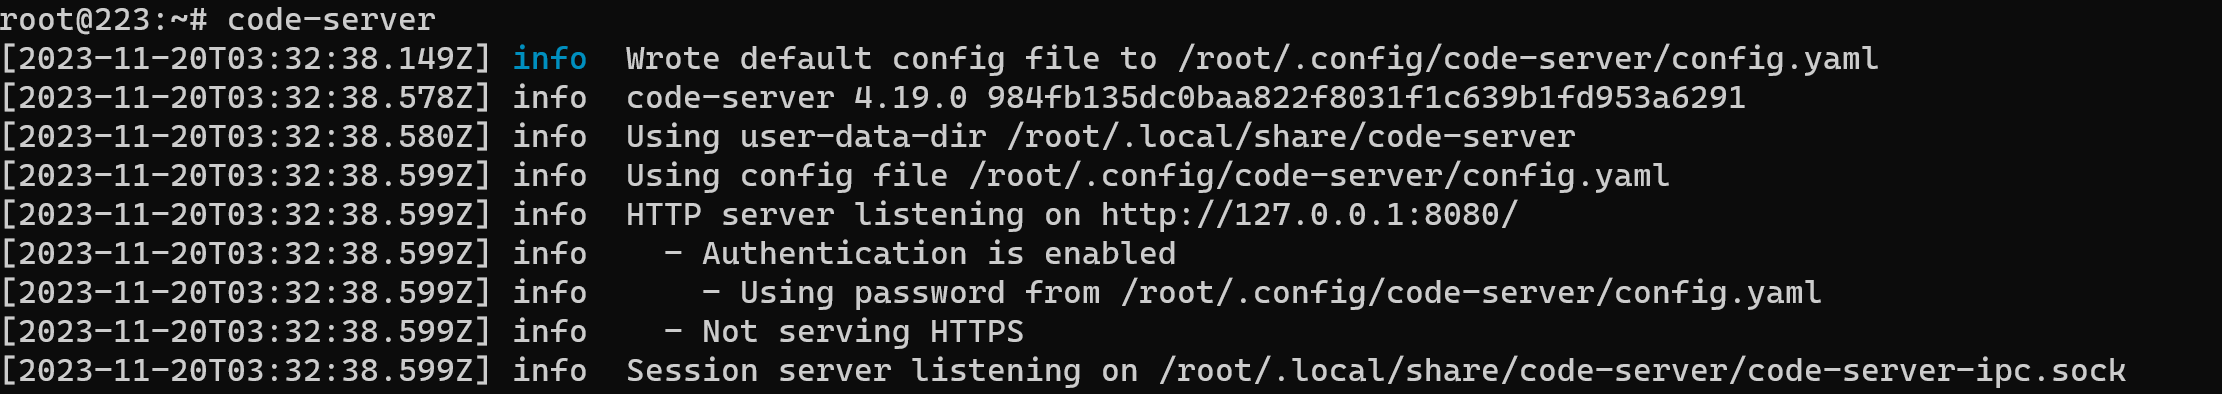 root@223:~# code-server
[2023-11-20T03:32:38.149Z] info  Wrote default config file to /root/.config/code-server/config.yaml
[2023-11-20T03:32:38.578Z] info  code-server 4.19.0 984fb135dc0baa822f8031f1c639b1fd953a6291
[2023-11-20T03:32:38.580Z] info  Using user-data-dir /root/.local/share/code-server
[2023-11-20T03:32:38.599Z] info  Using config file /root/.config/code-server/config.yaml
[2023-11-20T03:32:38.599Z] info  HTTP server listening on http://127.0.0.1:8080/
[2023-11-20T03:32:38.599Z] info    - Authentication is enabled
[2023-11-20T03:32:38.599Z] info      - Using password from /root/.config/code-server/config.yaml
[2023-11-20T03:32:38.599Z] info    - Not serving HTTPS
[2023-11-20T03:32:38.599Z] info  Session server listening on /root/.local/share/code-server/code-server-ipc.sock